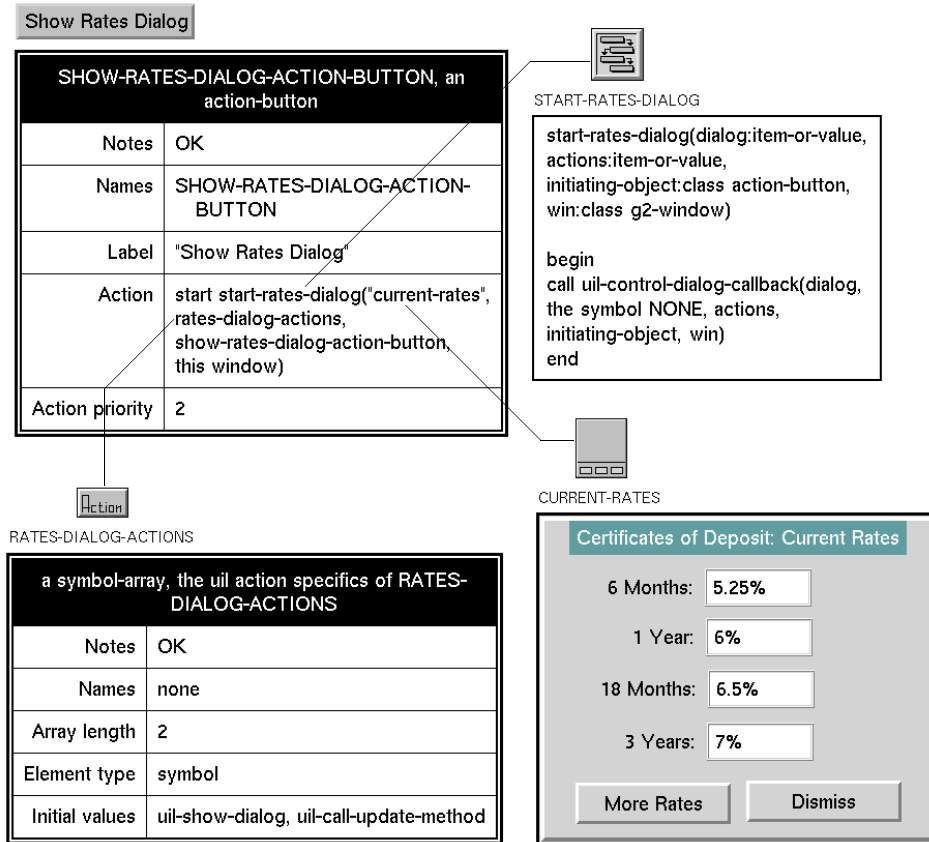 Show Rates Dialog
SHOW-RATES-DIALOG-ACTION-BUTTON, an
action-button
Notes OK
Names SHOW-RATES-DIALOG-ACTION-
BUTTON
Label "Show Rates Dialog"
Action start start-rates-dialog("current-rates",
rates-dialog-actions,
show-rates-dialog-action-button,
this window)
Action priority 2
START-RATES-DIALOG
start-rates-dialog(dialog:item-or-value,
actions:item-or-value,
initiating-object:class action-button,
win:class g2-window)
begin
call uil-control-dialog-callback(dialog,
the symbol NONE, actions,
initiating-object, win)
end
Action
RATES-DIALOG-ACTIONS
a symbol-array, the uil action specifics of RATES-
DIALOG-ACTIONS
Notes OK
Names none
Array length 2
Element type symbol
Initial values uil-show-dialog, uil-call-update-method
CURRENT-RATES
Certificates of Deposit: Current Rates
6 Months: 5.25%
1 Year: 6%
18 Months: 6.5%
3 Years: 7%
More Rates Dismiss